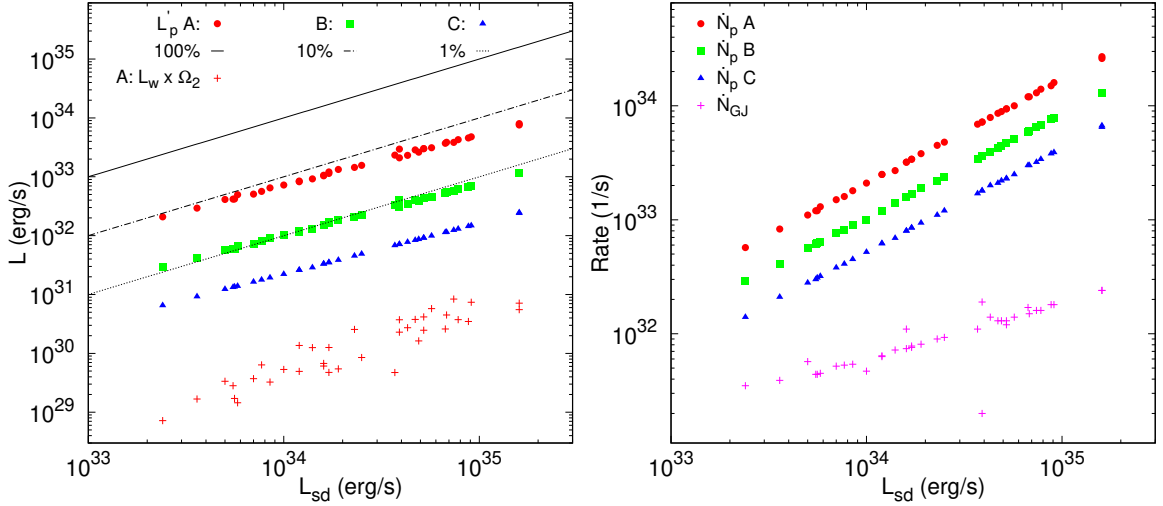 L'p A: B: C:
100% 10% 1%
A: Lw x Ω2
10^35
10^34
10^33
10^32
10^31
10^30
10^29
L (erg/s)
10^33 10^34 10^35
Lsd (erg/s)
Ṅp A
Ṅp B
Ṅp C
ṄGJ
10^34
10^33
10^32
Rate (1/s)
10^33 10^34 10^35
Lsd (erg/s)